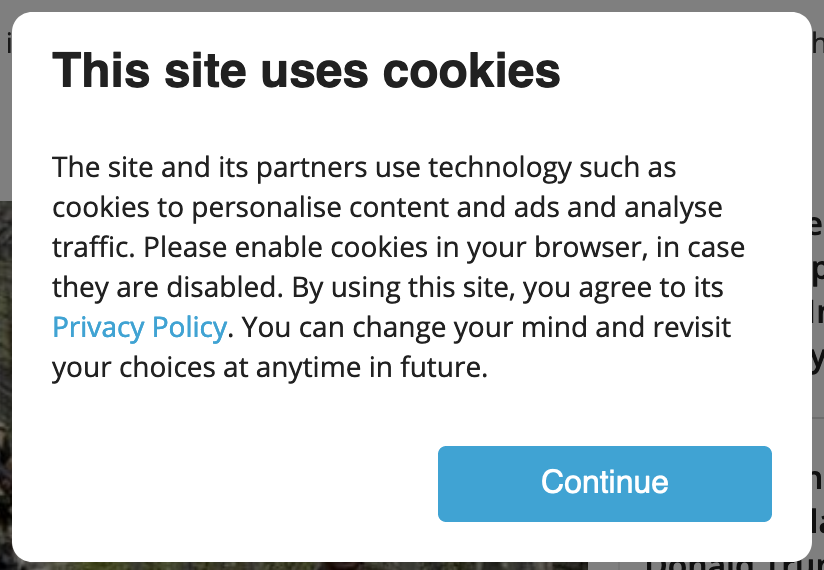 This site uses cookies
The site and its partners use technology such as
cookies to personalise content and ads and analyse
traffic. Please enable cookies in your browser, in case
they are disabled. By using this site, you agree to its
Privacy Policy. You can change your mind and revisit
your choices at anytime in future.
Continue
Donald